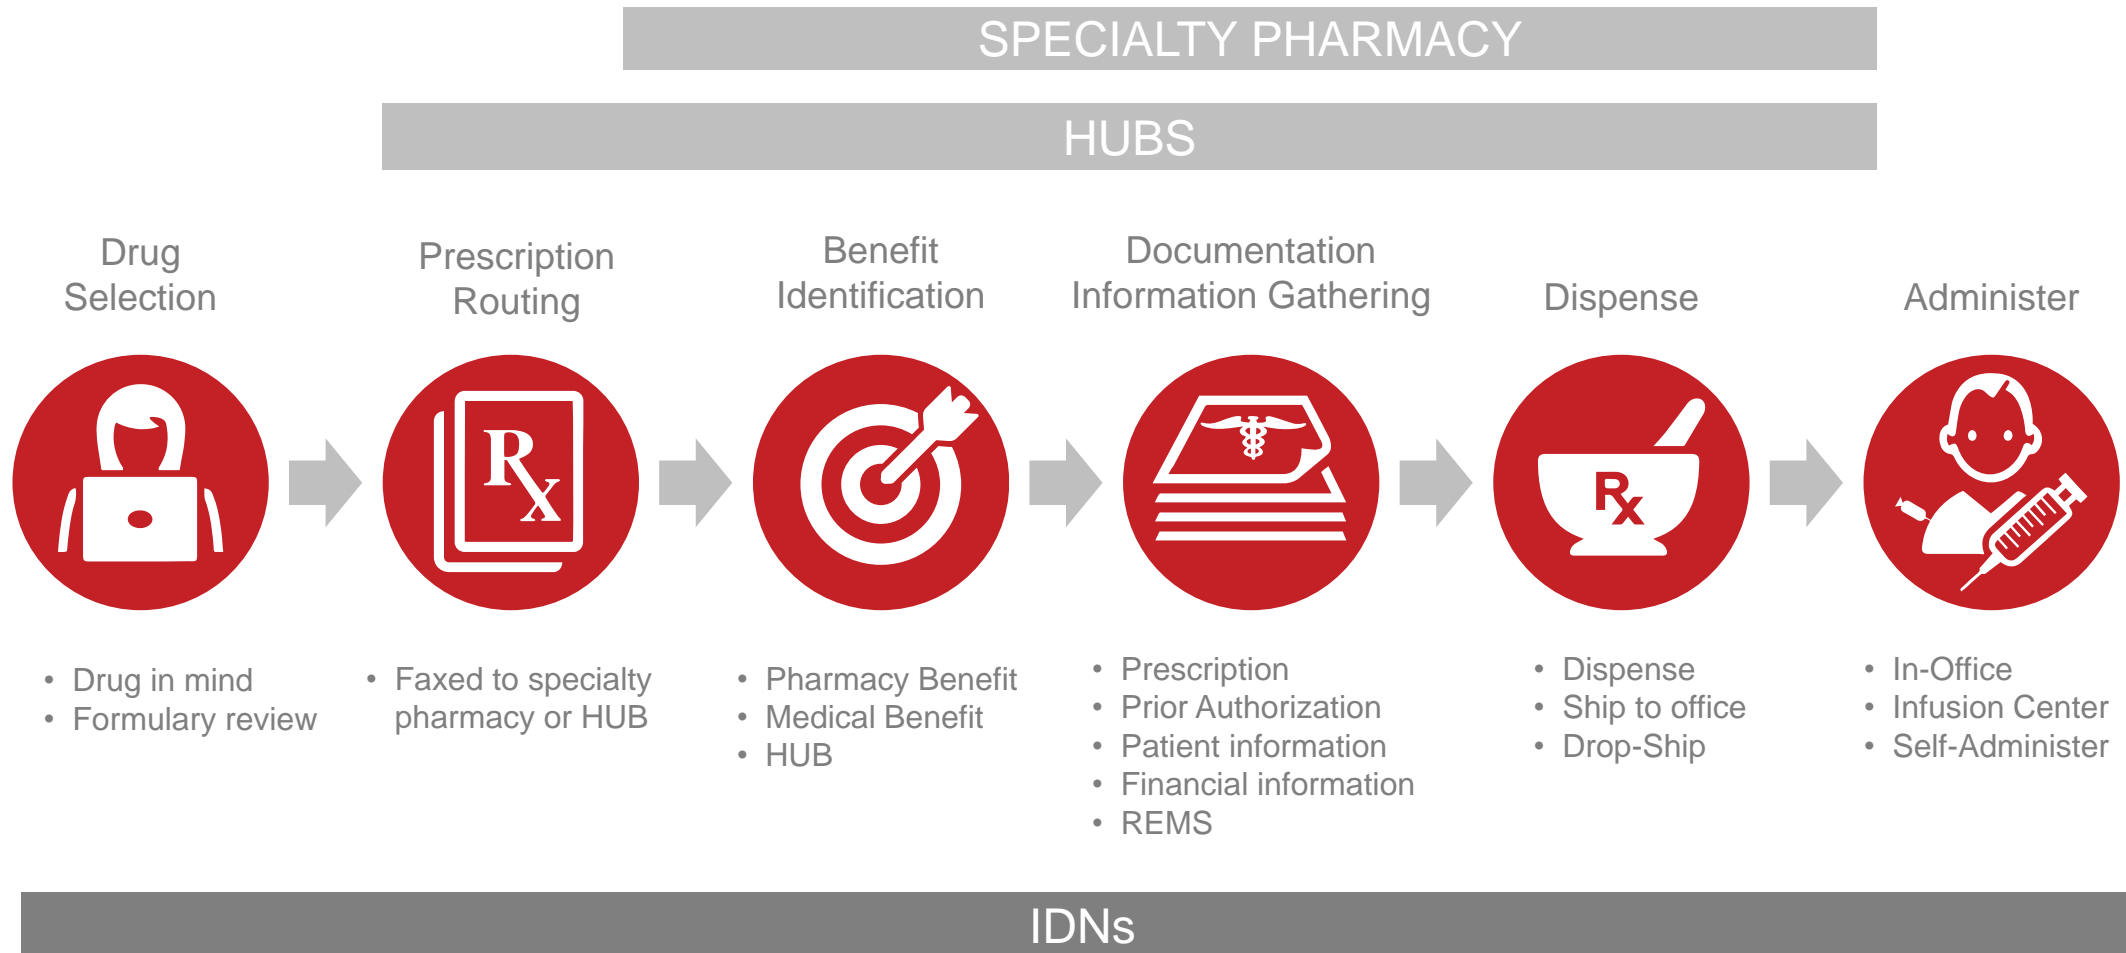 SPECIALTY PHARMACY
HUBS
Drug
Selection
Prescription
Routing
Benefit
Identification
Documentation
Information Gathering
Dispense
Administer
Rx
Rx
• Drug in mind
• Formulary review
• Faxed to specialty
pharmacy or HUB
• Pharmacy Benefit
• Medical Benefit
• HUB
• Prescription
• Prior Authorization
• Patient information
• Financial information
• REMS
• Dispense
• Ship to office
• Drop-Ship
• In-Office
• Infusion Center
• Self-Administer
IDNs